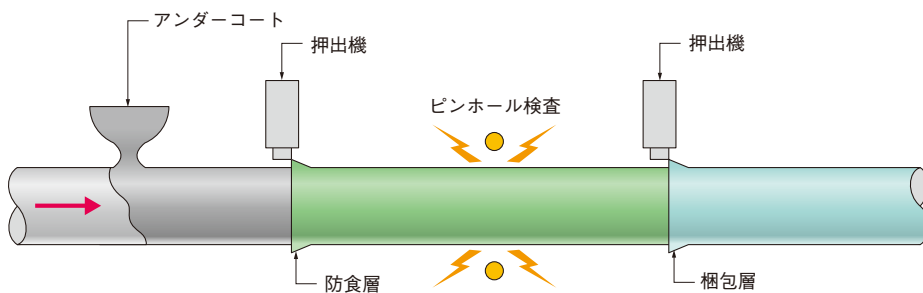 アンダーコート
押出機
ピンホール検査
押出機
防食層
梱包層